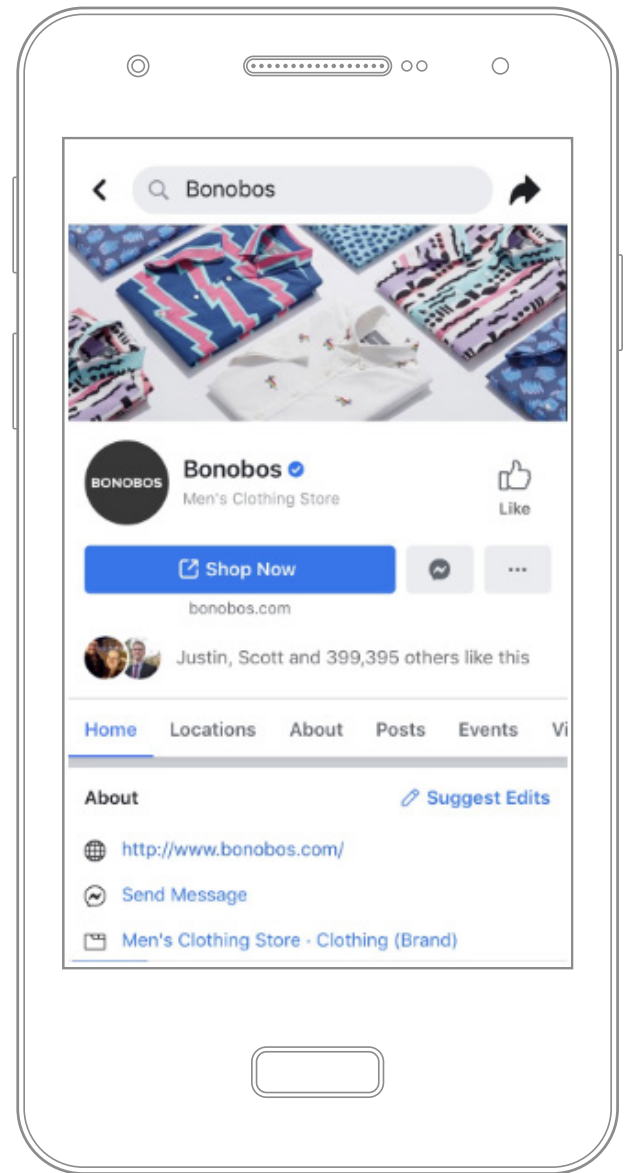 Bonobos
BONOBOS
Bonobos
Men's Clothing Store
Like
Shop Now
bonobos.com
Justin, Scott and 399,395 others like this
Home Locations About Posts Events Vi
About
Suggest Edits
http://www.bonobos.com/
Send Message
Men's Clothing Store · Clothing (Brand)